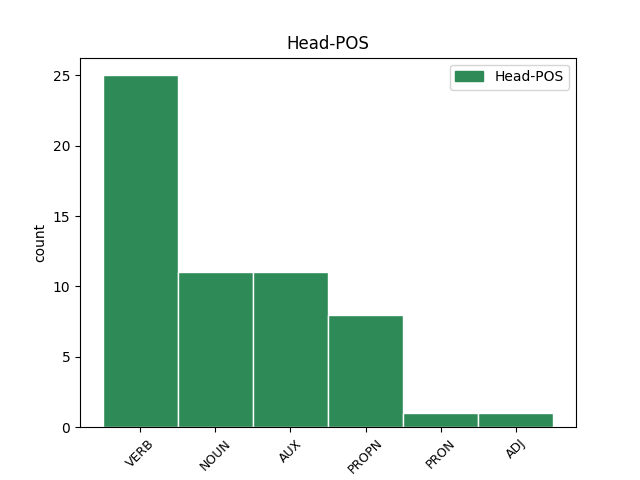 Head-POS
Head-POS
25
20
15
10
5
0
count
VERB
NOUN
AUX
PROPN
PRON
ADJ